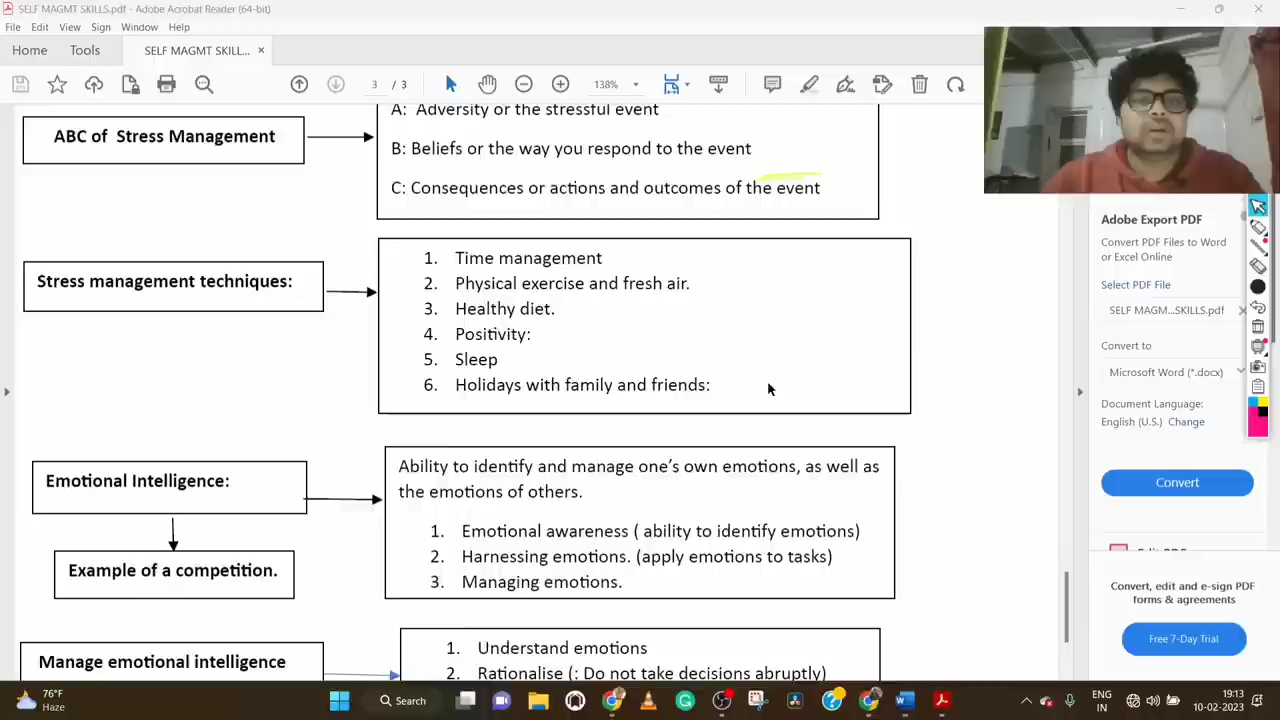 SELF MAGMT SKILLS.pdf - Adobe Acrobat Reader (64-bit)
File Edit View Sign Window Help
Home Tools SELF MAGMT SKILL... ×
3 / 3 138%
A: Adversity or the stressful event
ABC of Stress Management
B: Beliefs or the way you respond to the event
C: Consequences or actions and outcomes of the event
Stress management techniques:
1. Time management
2. Physical exercise and fresh air.
3. Healthy diet.
4. Positivity:
5. Sleep
6. Holidays with family and friends:
Emotional Intelligence:
Example of a competition.
Ability to identify and manage one’s own emotions, as well as
the emotions of others.
1. Emotional awareness ( ability to identify emotions)
2. Harnessing emotions. (apply emotions to tasks)
3. Managing emotions.
Manage emotional intelligence
1. Understand emotions
2. Rationalise (: Do not take decisions abruptly)
Adobe Export PDF
Convert PDF Files to Word
or Excel Online
Select PDF File
SELF MAGM...SKILLS.pdf
Convert to
Microsoft Word (*.docx)
Document Language:
English (U.S.) Change
Convert
Edit PDF
Convert, edit and e-sign PDF
forms & agreements
Free 7-Day Trial
76°F
Haze
Search
ENG
IN
19:13
10-02-2023